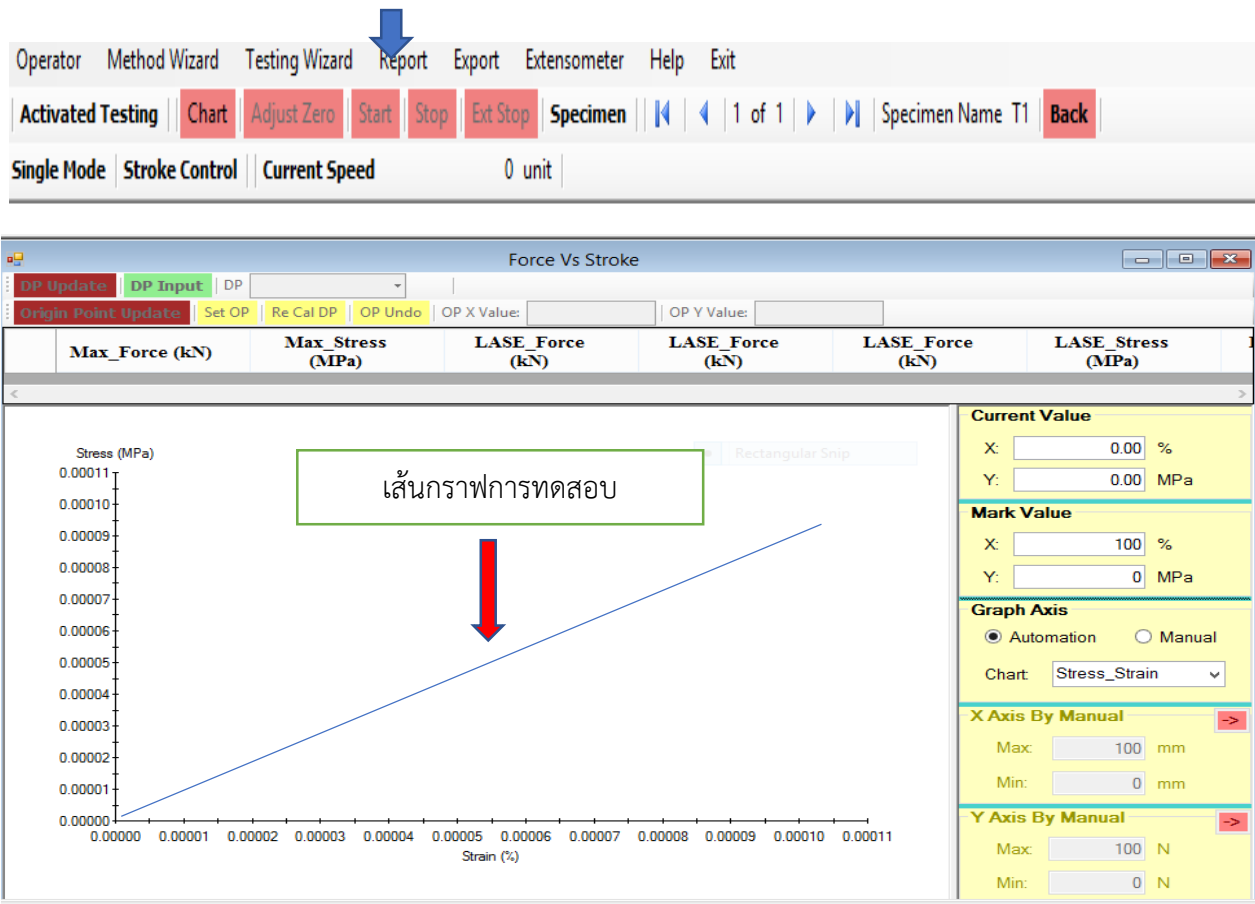 Operator Method Wizard Testing Wizard Report Export Extensometer Help Exit
Activated Testing Chart Adjust Zero Start Stop Ext Stop Specimen 1 of 1 Specimen Name T1 Back
Single Mode Stroke Control Current Speed 0 unit
Force Vs Stroke
DP Update DP Input DP
Origin Point Update Set OP Re Cal DP OP Undo OP X Value: OP Y Value:
Max_Force (kN) Max_Stress (MPa) LASE_Force (kN) LASE_Force (kN) LASE_Force (kN) LASE_Stress (MPa)
Stress (MPa)
Rectangular Snip
เส้นกราฟการทดสอบ
0.00011
0.00010
0.00009
0.00008
0.00007
0.00006
0.00005
0.00004
0.00003
0.00002
0.00001
0.00000
0.00000 0.00001 0.00002 0.00003 0.00004 0.00005 0.00006 0.00007 0.00008 0.00009 0.00010 0.00011
Strain (%)
Current Value
X: 0.00 %
Y: 0.00 MPa
Mark Value
X: 100 %
Y: 0 MPa
Graph Axis
Automation Manual
Chart: Stress_Strain
X Axis By Manual ->
Max: 100 mm
Min: 0 mm
Y Axis By Manual ->
Max: 100 N
Min: 0 N